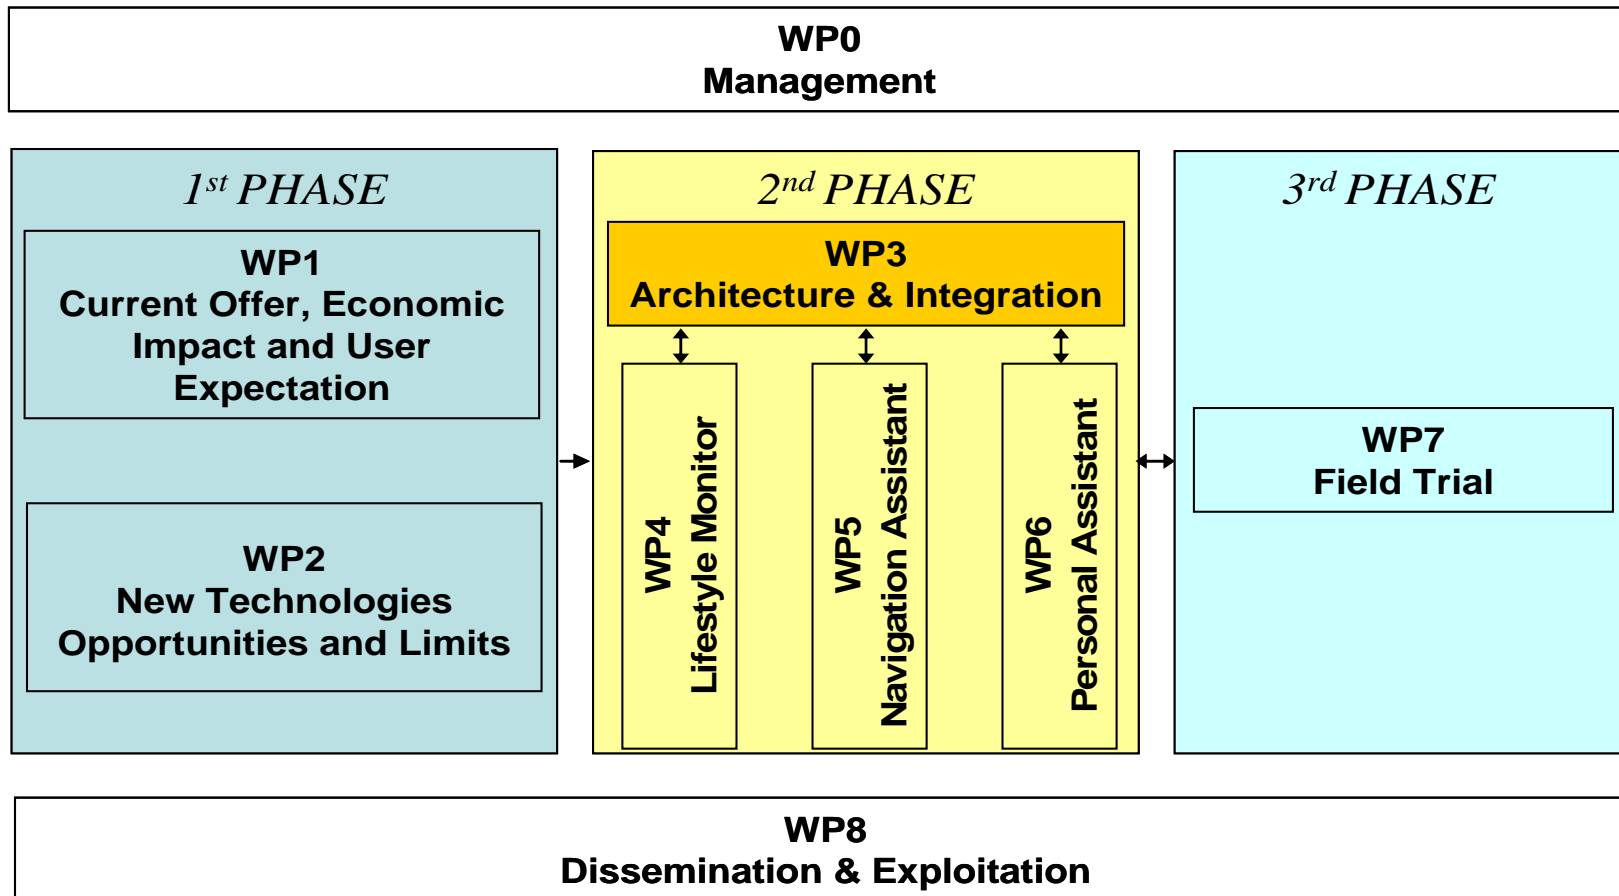 WP0
Management
1st PHASE
WP1
Current Offer, Economic
Impact and User
Expectation
WP2
New Technologies
Opportunities and Limits
2nd PHASE
WP3
Architecture & Integration
WP4
Lifestyle Monitor
WP5
Navigation Assistant
WP6
Personal Assistant
3rd PHASE
WP7
Field Trial
WP8
Dissemination & Exploitation